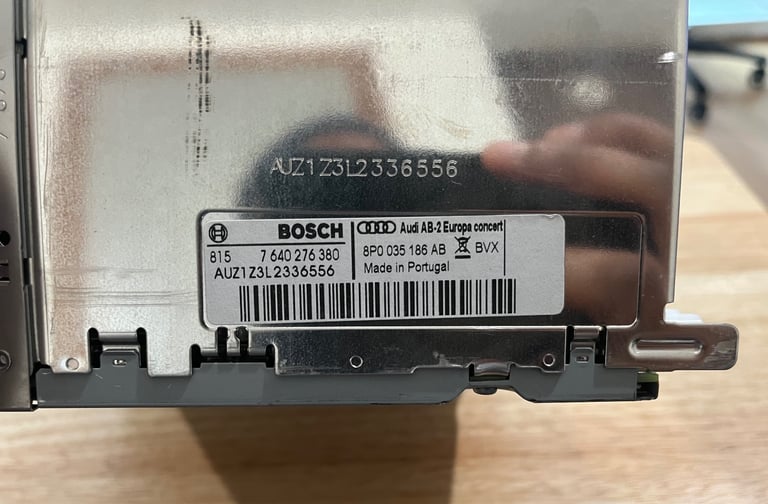 AUZ1Z3L2336556
BOSCH
815 7 640 276 380
AUZ1Z3L2336556
Audi AB-2 Europa concert
8P0 035 186 AB BVX
Made in Portugal